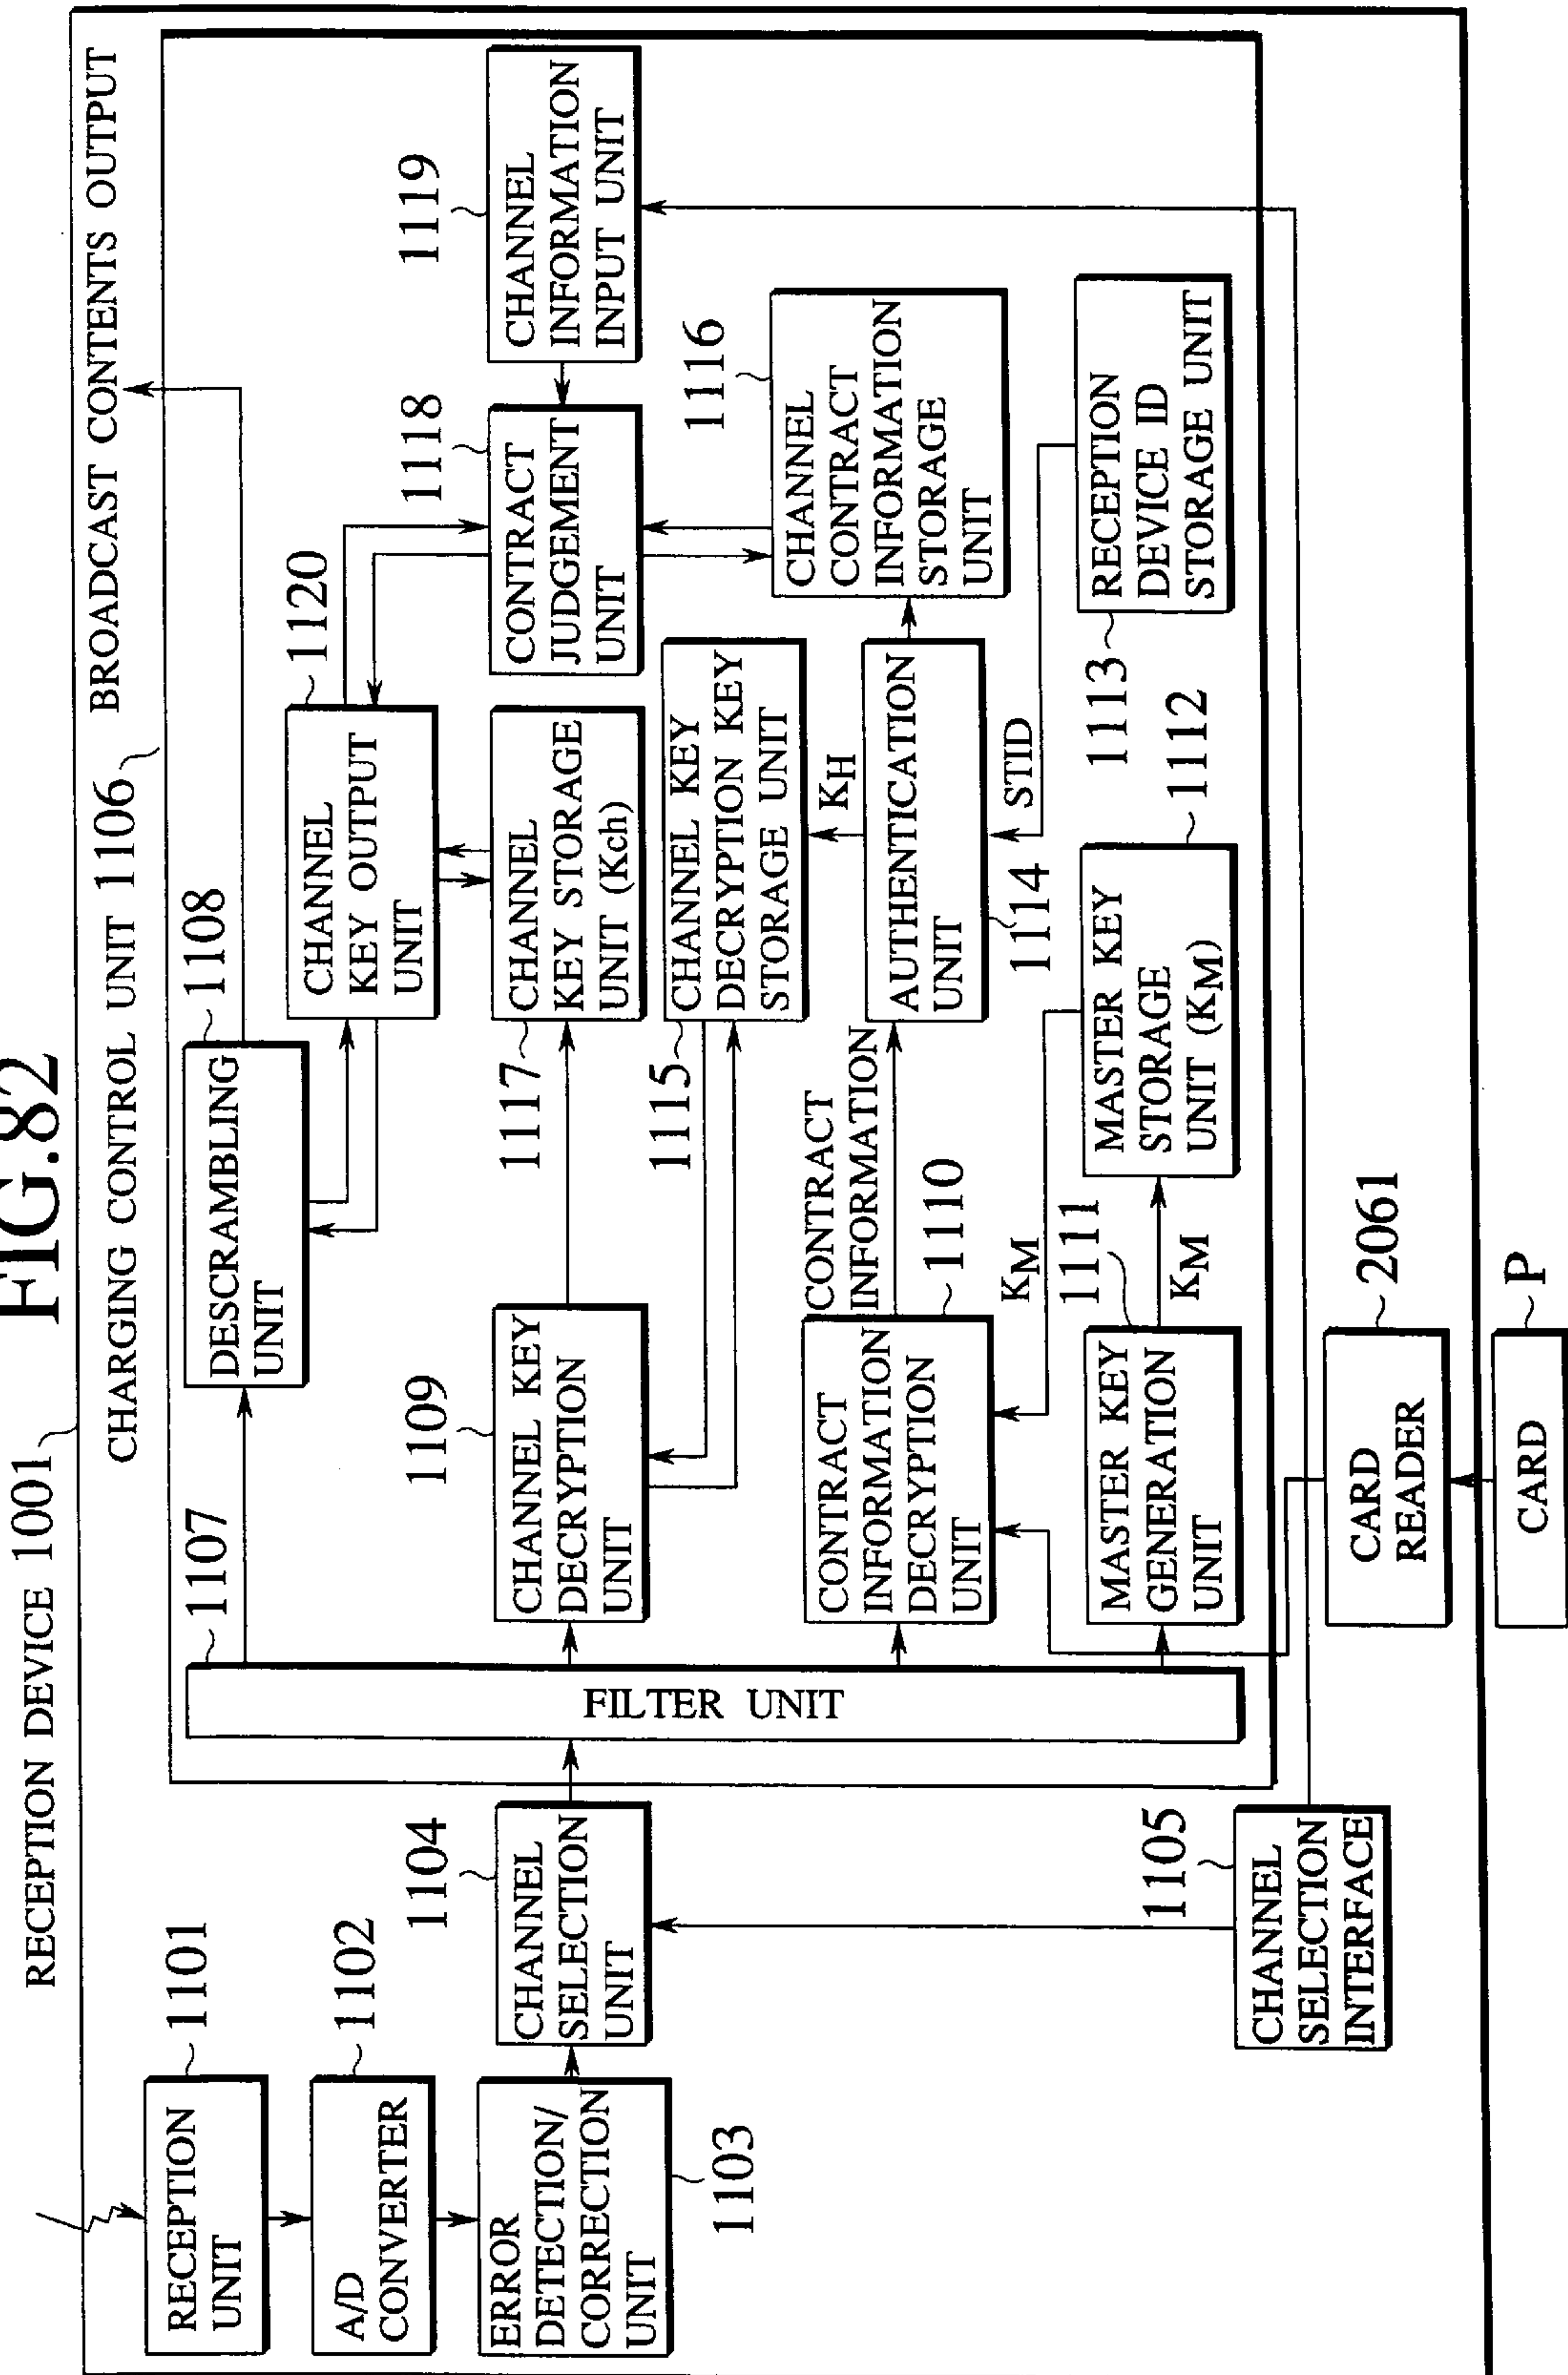 FIG.82
RECEPTION DEVICE 1001
CHARGING CONTROL UNIT 1106
BROADCAST CONTENTS OUTPUT
1101
RECEPTION
UNIT
1102
A/D
CONVERTER
ERROR
DETECTION/
CORRECTION
UNIT
1103
1104
CHANNEL
SELECTION
UNIT
1105
CHANNEL
SELECTION
INTERFACE
1107
FILTER UNIT
1108
DESCRAMBLING
UNIT
1109
CHANNEL KEY
DECRYPTION
UNIT
CONTRACT
INFORMATION
1110
CONTRACT
INFORMATION
DECRYPTION
UNIT
KM
1111
MASTER KEY
GENERATION
UNIT
KM
1120
CHANNEL
KEY OUTPUT
UNIT
1117
CHANNEL
KEY STORAGE
UNIT (Kch)
1115
CHANNEL KEY
DECRYPTION KEY
STORAGE UNIT
KH
AUTHENTICATION
UNIT
1114
STID
1112
MASTER KEY
STORAGE
UNIT (KM)
1118
CONTRACT
JUDGEMENT
UNIT
1119
CHANNEL
INFORMATION
INPUT UNIT
1116
CHANNEL
CONTRACT
INFORMATION
STORAGE
UNIT
1113
RECEPTION
DEVICE ID
STORAGE UNIT
2061
CARD
READER
P
CARD